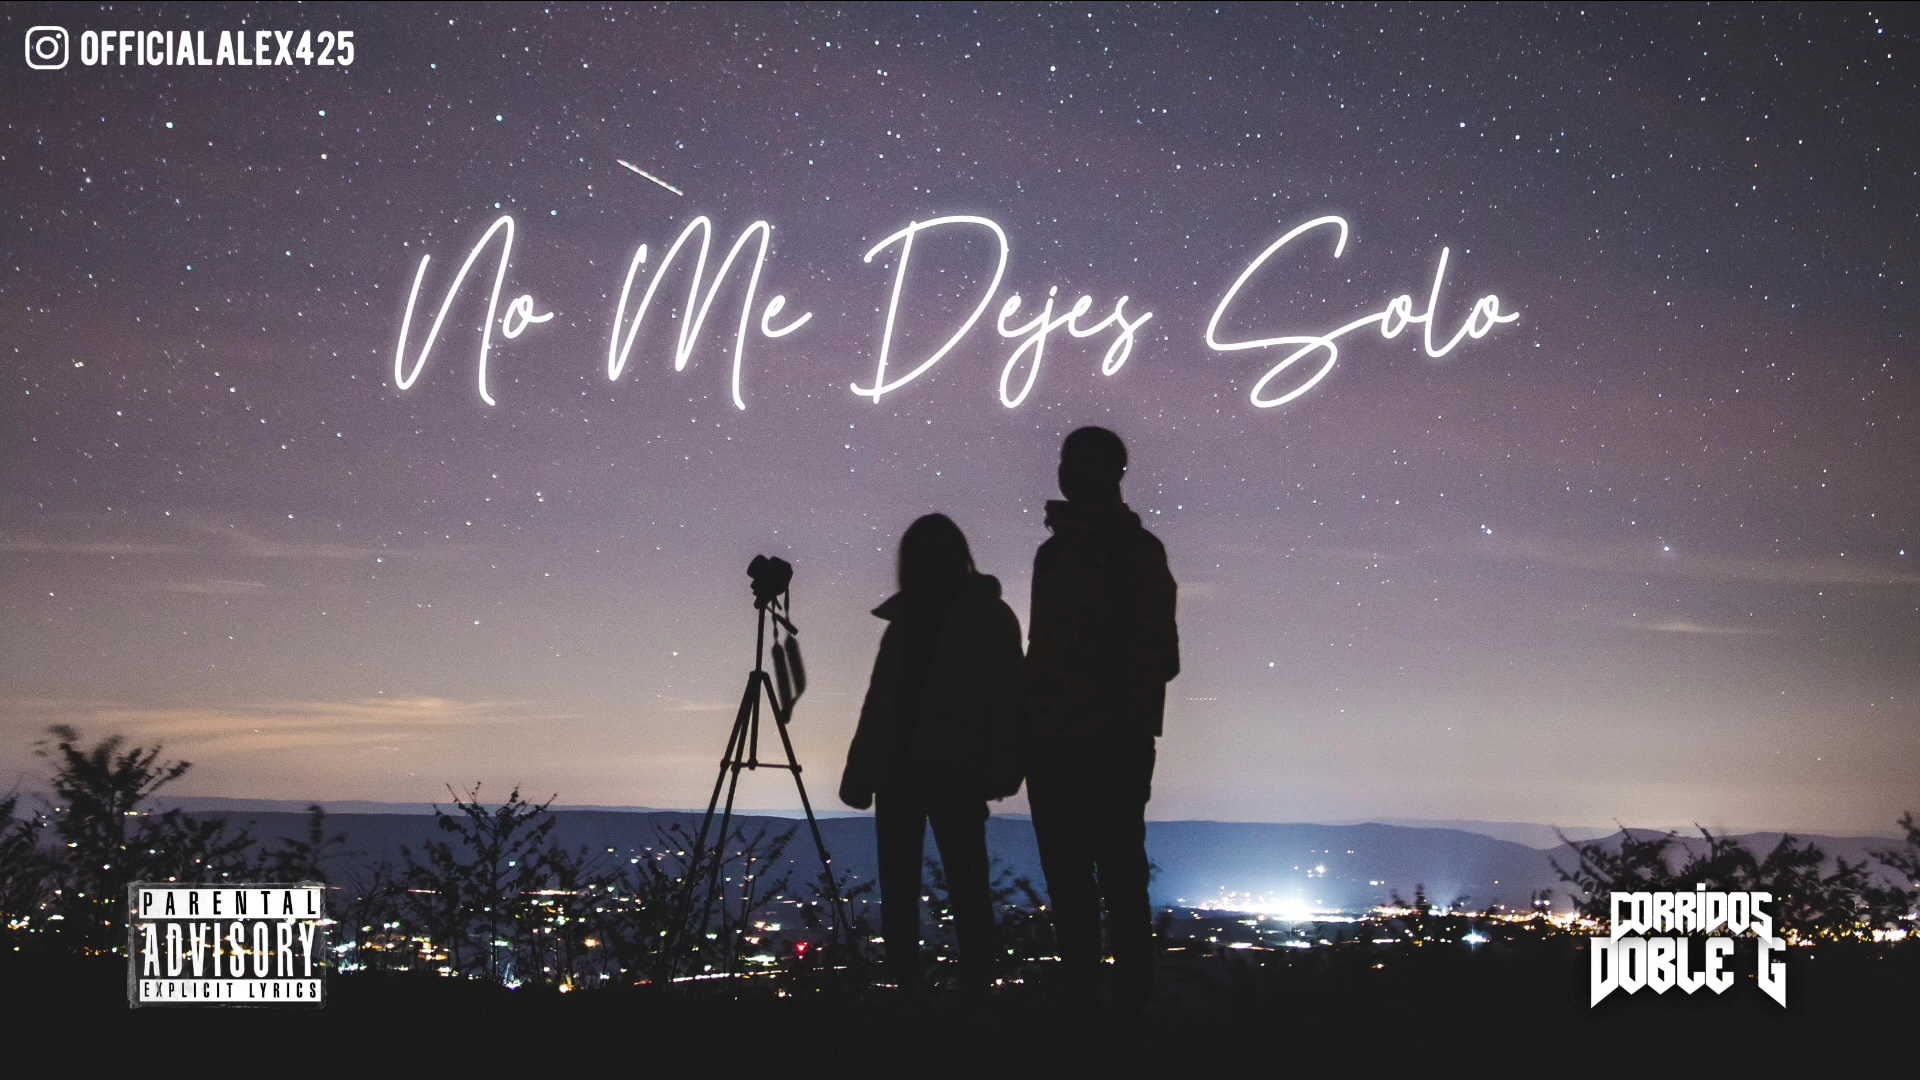 OFFICIALALEX425
No Me Dejes Solo
PARENTAL
ADVISORY
EXPLICIT LYRICS
CORRIDOS
DOBLE G